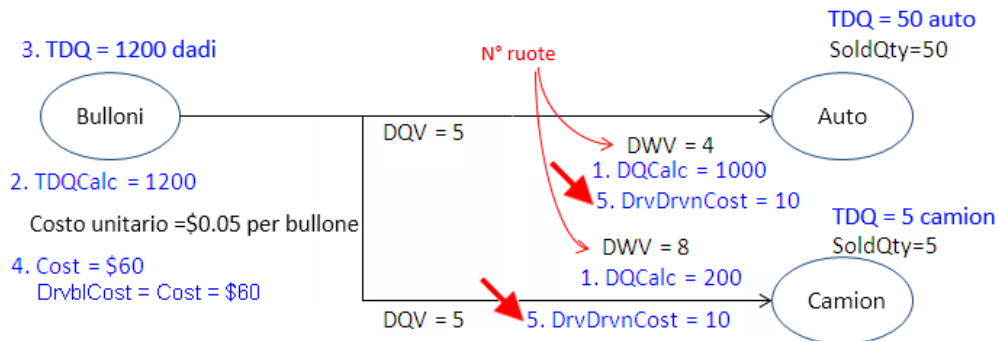 TDQ = 50 auto
SoldQty=50
3. TDQ = 1200 dadi
N° ruote
Bulloni
Auto
DQV = 5
DWV = 4
1. DQCalc = 1000
5. DrvDrvnCost = 10
2. TDQCalc = 1200
Costo unitario =$0.05 per bullone
TDQ = 5 camion
SoldQty=5
DWV = 8
1. DQCalc = 200
4. Cost = $60
DrvblCost = Cost = $60
Camion
DQV = 5
5. DrvDrvnCost = 10